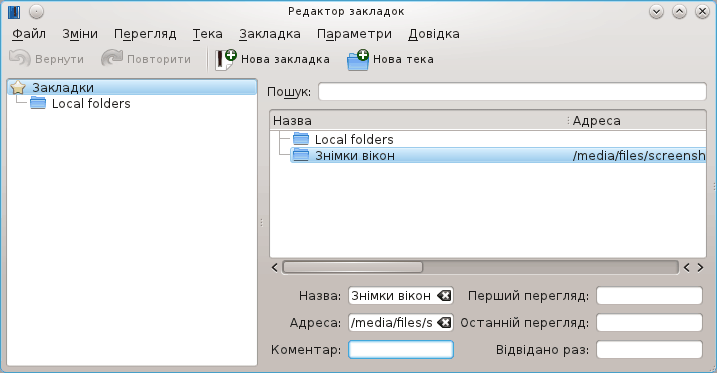 Редактор закладок
Файл Зміни Перегляд Тека Закладка Параметри Довідка
Вернути Повторити Нова закладка Нова тека
Закладки
Local folders
Пошук:
Назва Адреса
Local folders
Знімки вікон /media/files/screensh
Назва: Знімки вікон Перший перегляд:
Адреса: /media/files/s Останній перегляд:
Коментар: Відвідано раз: